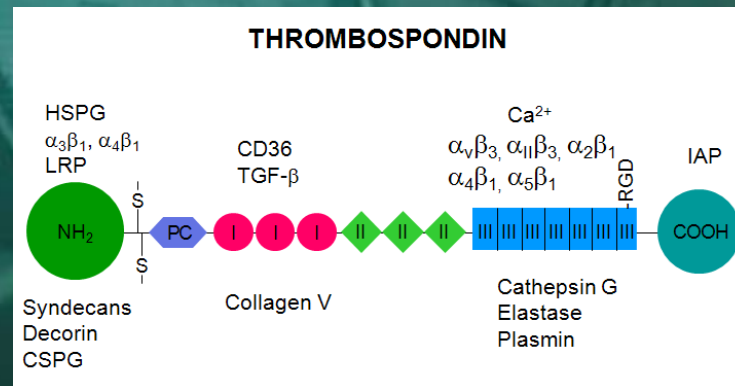 THROMBOSPONDIN
HSPG
α₃β₁, α₄β₁
LRP
CD36
TGF-β
Ca²⁺
αᵥβ₃, α_IIβ₃, α₂β₁
α₄β₁, α₅β₁
IAP
-RGD
S
NH₂
PC
I I I
II II II
III III III III III III III
COOH
S
Syndecans
Decorin
CSPG
Collagen V
Cathepsin G
Elastase
Plasmin